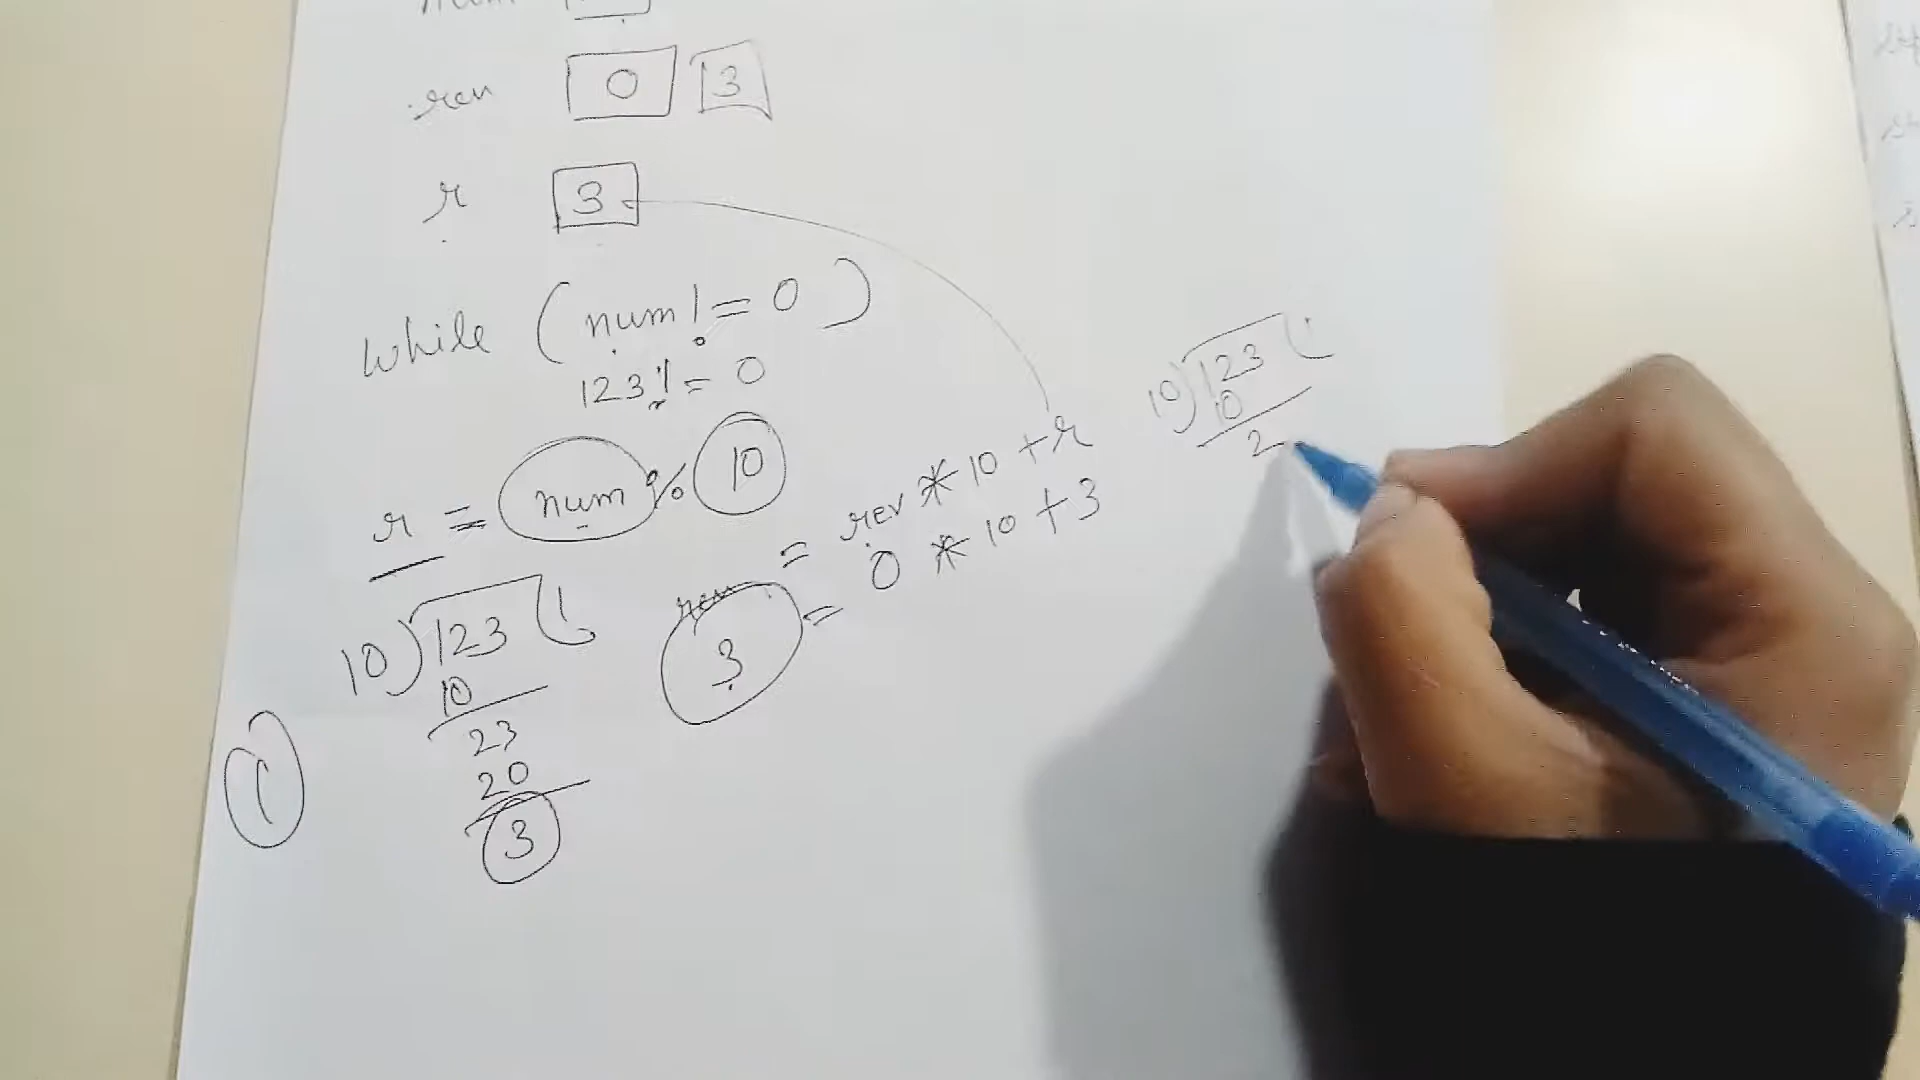 rev 0 3
r 3
while (num != 0)
123 != 0
r = num % 10
10) 123 ( 1
10
23
20
3
1
rev = rev * 10 + r
3 = 0 * 10 + 3
10) 123 ( 1
10
2